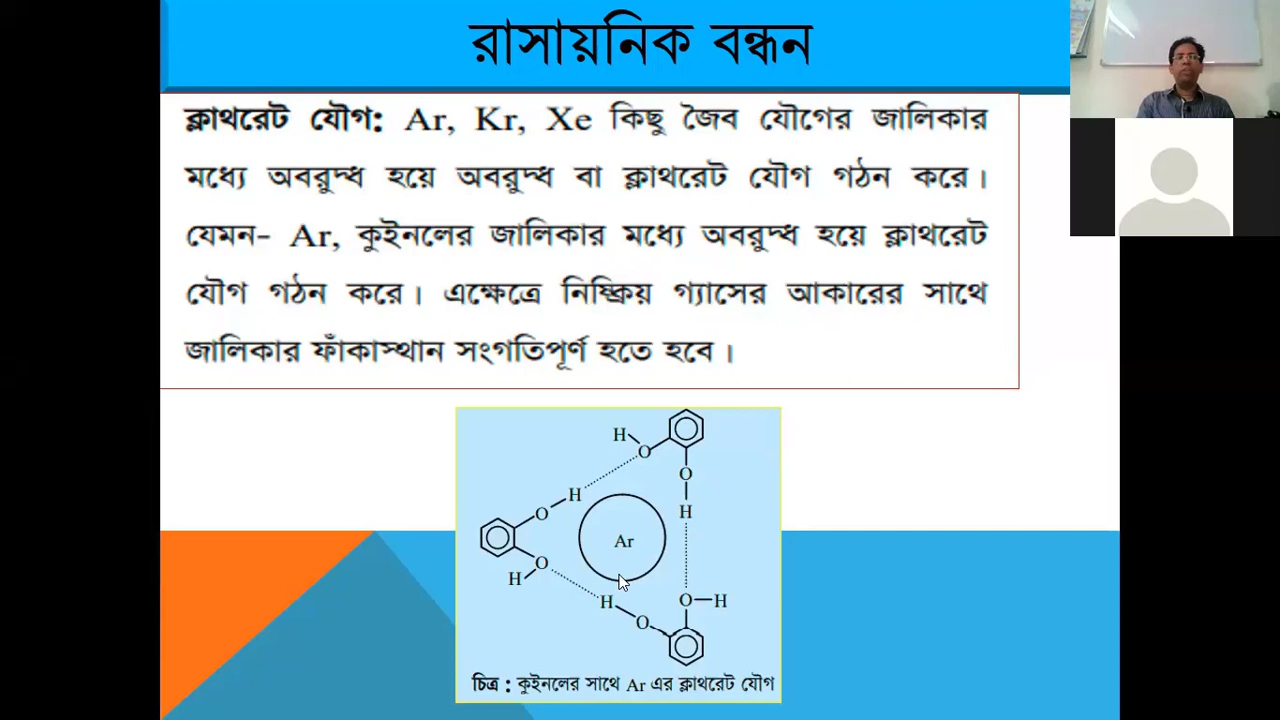 রাসায়নিক বন্ধন
ক্লাথরেট যৌগ: Ar, Kr, Xe কিছু জৈব যৌগের জালিকার
মধ্যে অবরুদ্ধ হয়ে অবরুদ্ধ বা ক্লাথরেট যৌগ গঠন করে।
যেমন- Ar, কুইনলের জালিকার মধ্যে অবরুদ্ধ হয়ে ক্লাথরেট
যৌগ গঠন করে। এক্ষেত্রে নিষ্ক্রিয় গ্যাসের আকারের সাথে
জালিকার ফাঁকাস্থান সংগতিপূর্ণ হতে হবে।
H
O
O
H
H
O
Ar
O
H
H
O
O—H
চিত্র : কুইনলের সাথে Ar এর ক্লাথরেট যৌগ